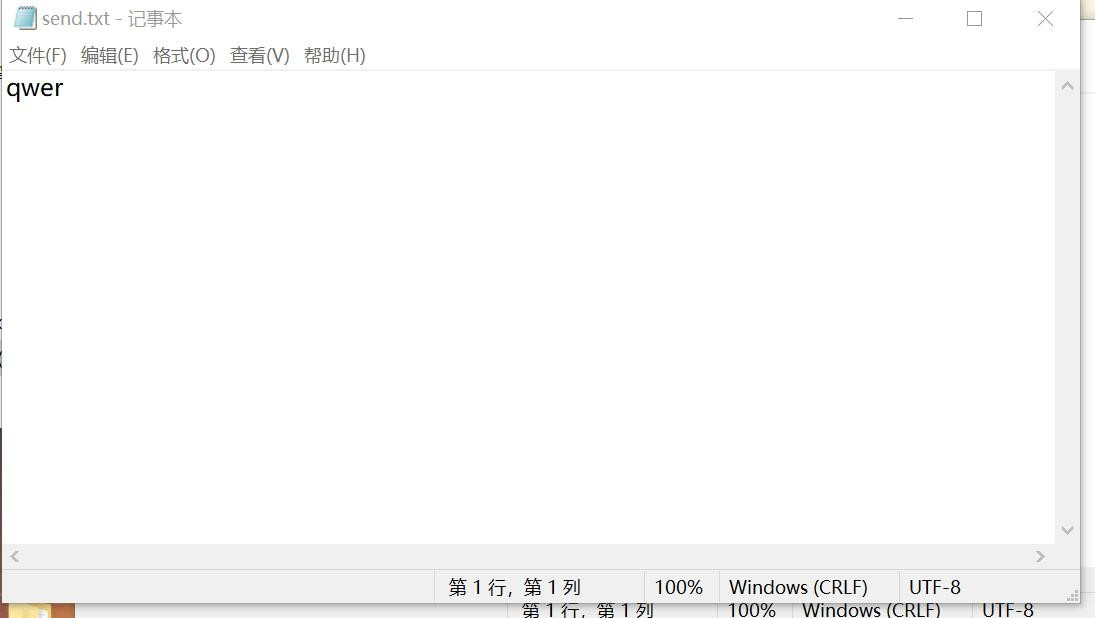 send.txt - 记事本
文件(F) 编辑(E) 格式(O) 查看(V) 帮助(H)
qwer
第 1 行，第 1 列 100% Windows (CRLF) UTF-8
第 1 行，第 1 列 100% Windows (CRLF) UTF-8